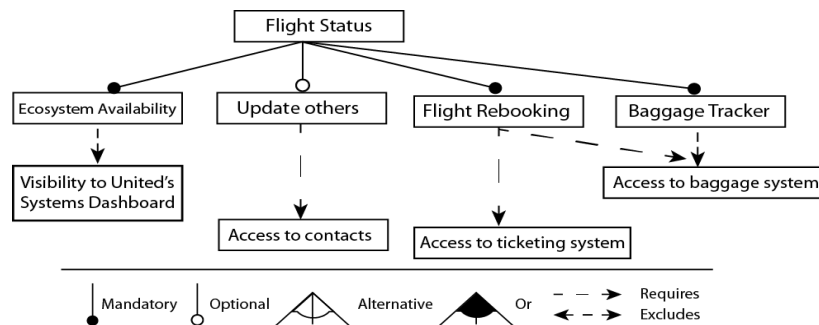 Flight Status
Ecosystem Availability
Update others
Flight Rebooking
Baggage Tracker
Visibility to United's
Systems Dashboard
Access to baggage system
Access to contacts
Access to ticketing system
Mandatory
Optional
Alternative
Or
Requires
Excludes